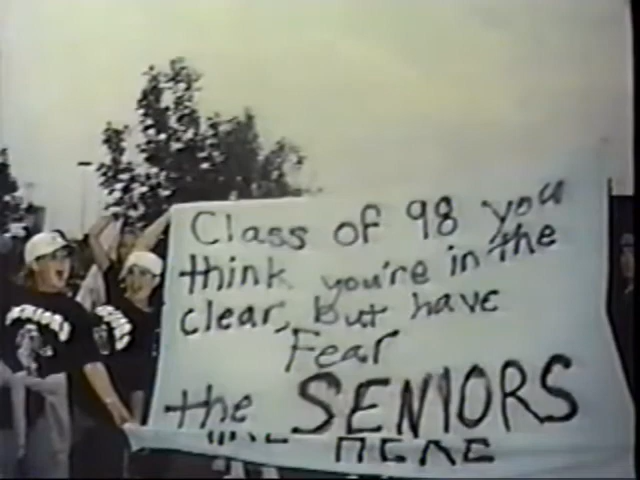 Class of 98 you
think you're in the
clear, but have
Fear
the SENIORS